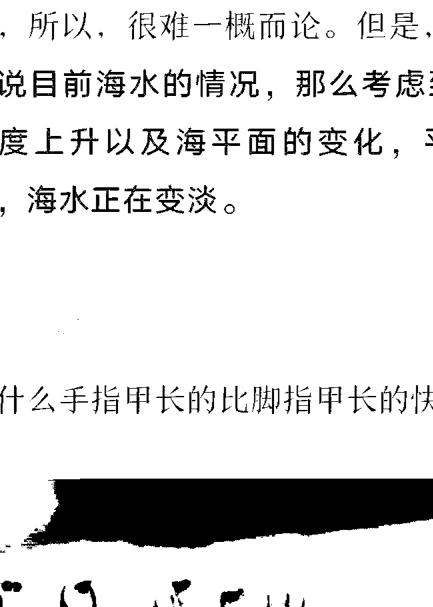 ，所以，很难一概而论。但是，
说目前海水的情况，那么考虑
度上升以及海平面的变化，
，海水正在变淡。
什么手指甲长的比脚指甲长的快